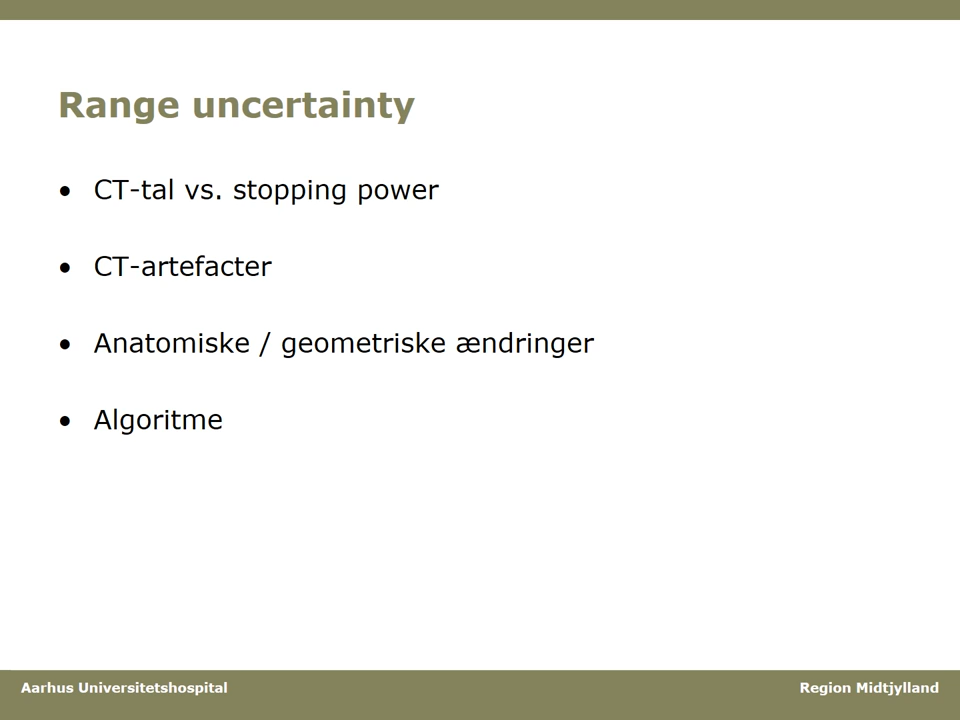 Range uncertainty
• CT-tal vs. stopping power
• CT-artefacter
• Anatomiske / geometriske ændringer
• Algoritme
Aarhus Universitetshospital
Region Midtjylland